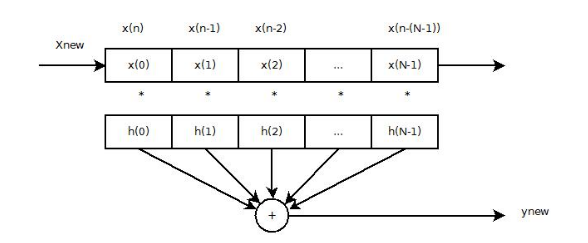 x(n) x(n-1) x(n-2) x(n-(N-1))
Xnew
x(0) x(1) x(2) ... x(N-1)
* * * * *
h(0) h(1) h(2) ... h(N-1)
+
ynew